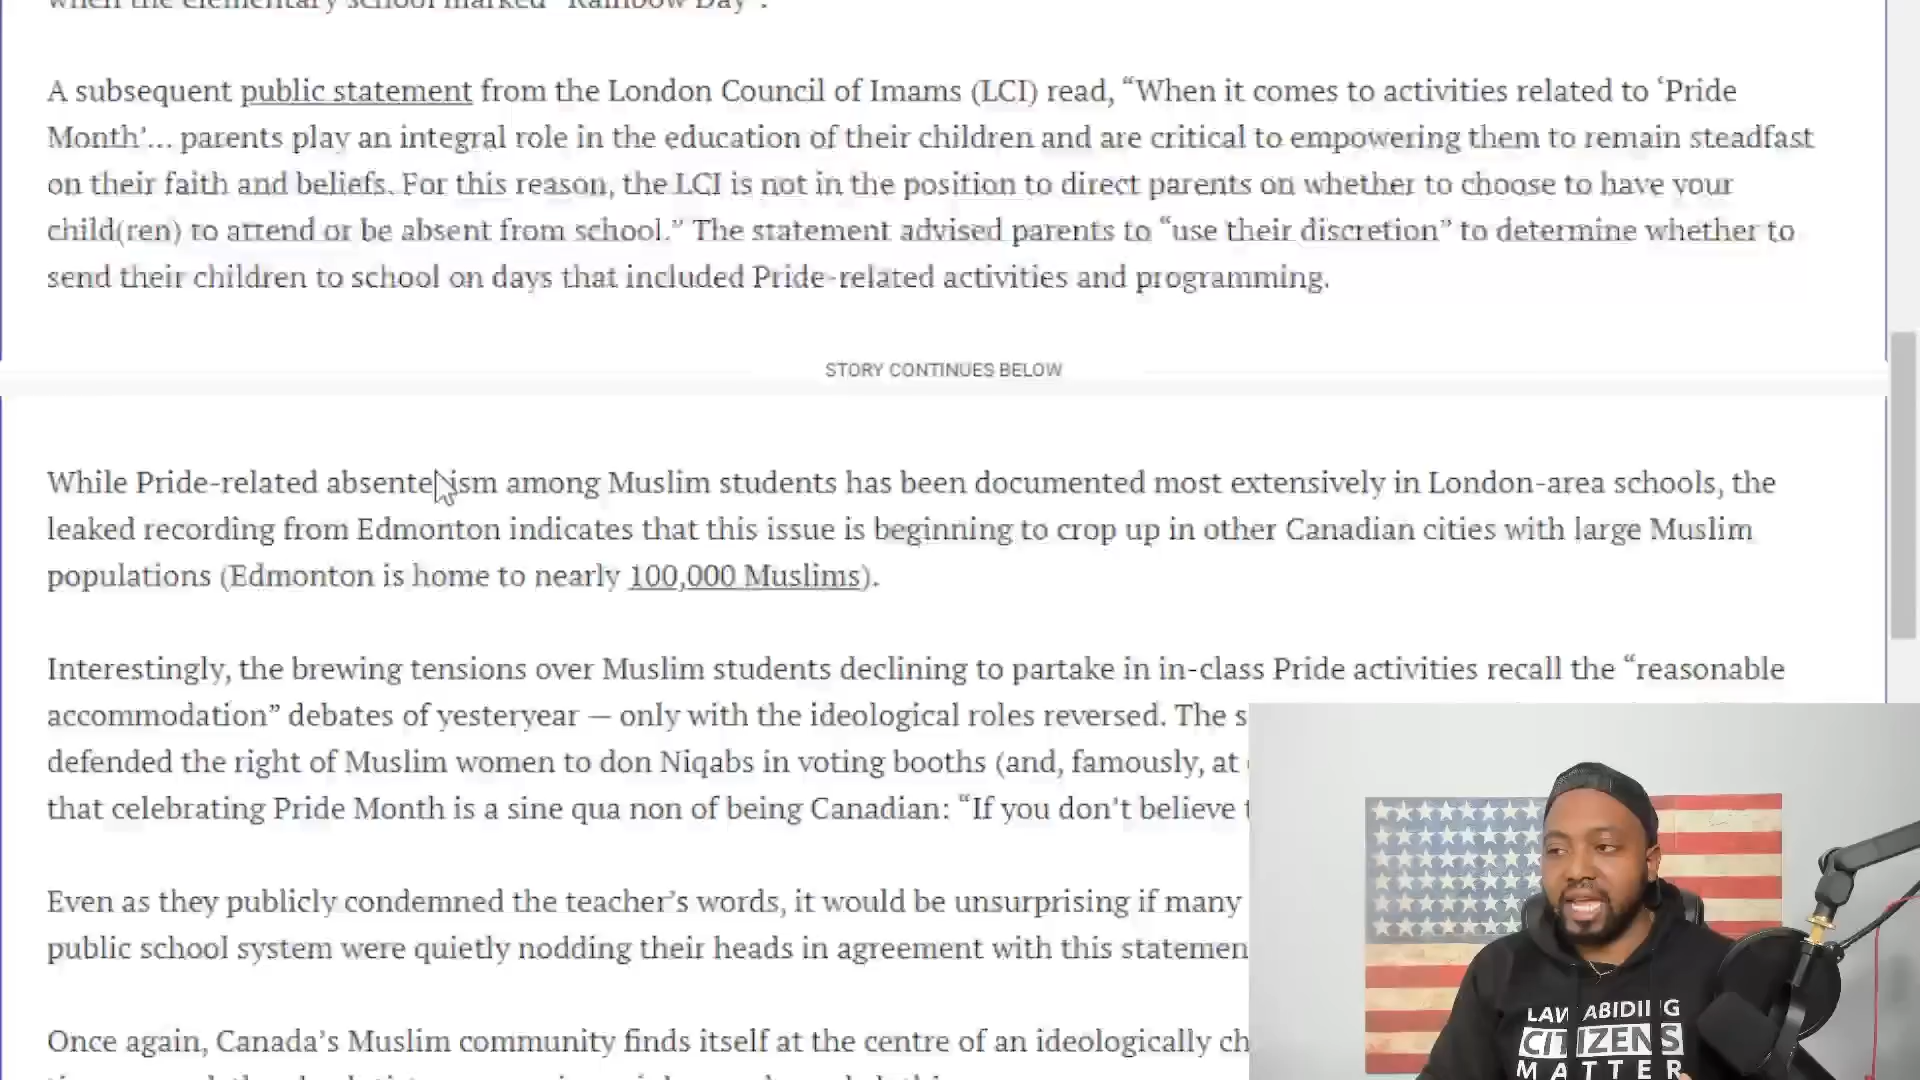 when the elementary school marked "Rainbow Day".
A subsequent public statement from the London Council of Imams (LCI) read, “When it comes to activities related to ‘Pride
Month’... parents play an integral role in the education of their children and are critical to empowering them to remain steadfast
on their faith and beliefs. For this reason, the LCI is not in the position to direct parents on whether to choose to have your
child(ren) to attend or be absent from school.” The statement advised parents to “use their discretion” to determine whether to
send their children to school on days that included Pride-related activities and programming.
STORY CONTINUES BELOW
While Pride-related absenteeism among Muslim students has been documented most extensively in London-area schools, the
leaked recording from Edmonton indicates that this issue is beginning to crop up in other Canadian cities with large Muslim
populations (Edmonton is home to nearly 100,000 Muslims).
Interestingly, the brewing tensions over Muslim students declining to partake in in-class Pride activities recall the “reasonable
accommodation” debates of yesteryear — only with the ideological roles reversed. The s
defended the right of Muslim women to don Niqabs in voting booths (and, famously, at
that celebrating Pride Month is a sine qua non of being Canadian: “If you don’t believe t
Even as they publicly condemned the teacher’s words, it would be unsurprising if many
public school system were quietly nodding their heads in agreement with this statemen
Once again, Canada’s Muslim community finds itself at the centre of an ideologically ch
LAW ABIDING
CITIZENS
MATTER